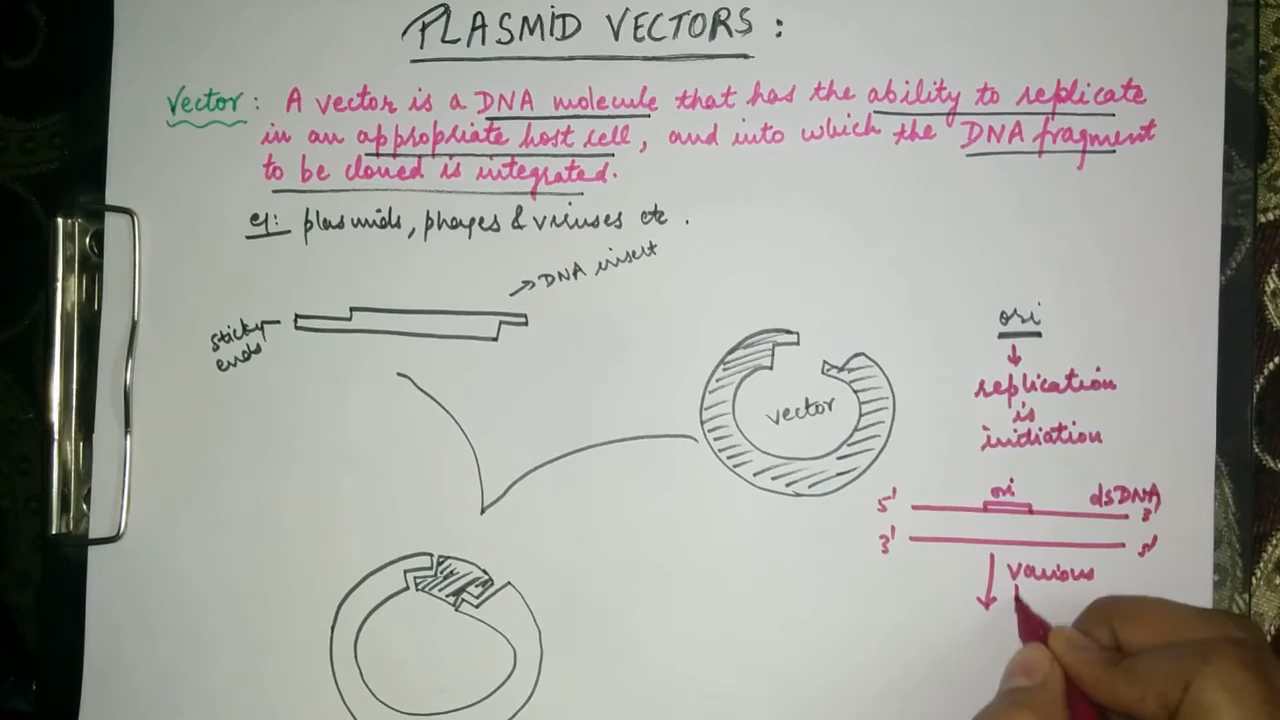 PLASMID VECTORS:
Vector: A vector is a DNA molecule that has the ability to replicate
in an appropriate host cell, and into which the DNA fragment
to be cloned is integrated.
eg: plasmids, phages & viruses etc.
→ DNA insert
sticky
ends
vector
ori
replication
is
initiation
ori
dsDNA
5' 3'
3' 5'
various